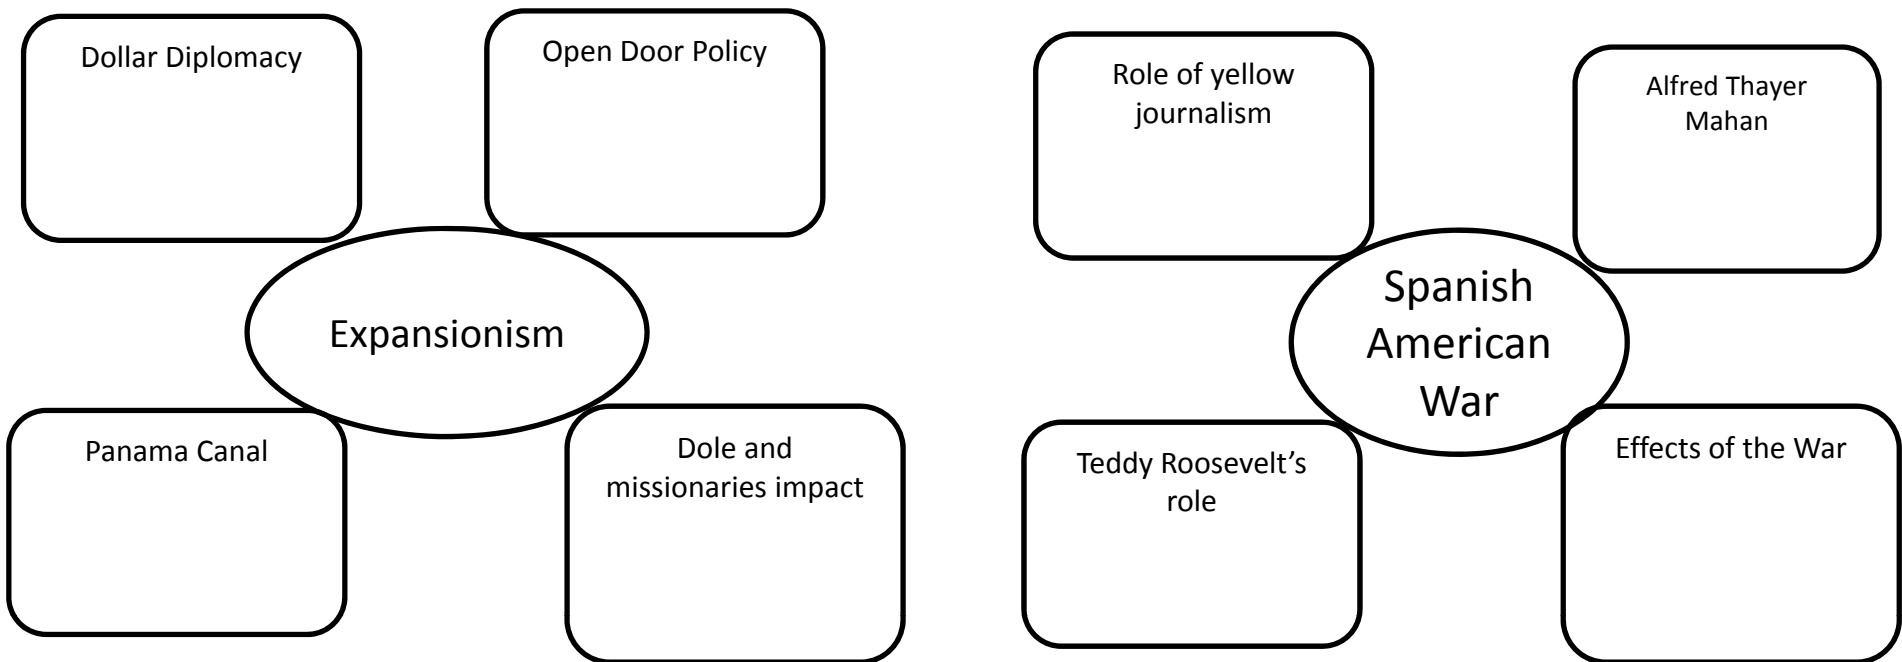 Dollar Diplomacy
Open Door Policy
Expansionism
Panama Canal
Dole and
missionaries impact
Role of yellow
journalism
Alfred Thayer
Mahan
Spanish
American
War
Teddy Roosevelt’s
role
Effects of the War